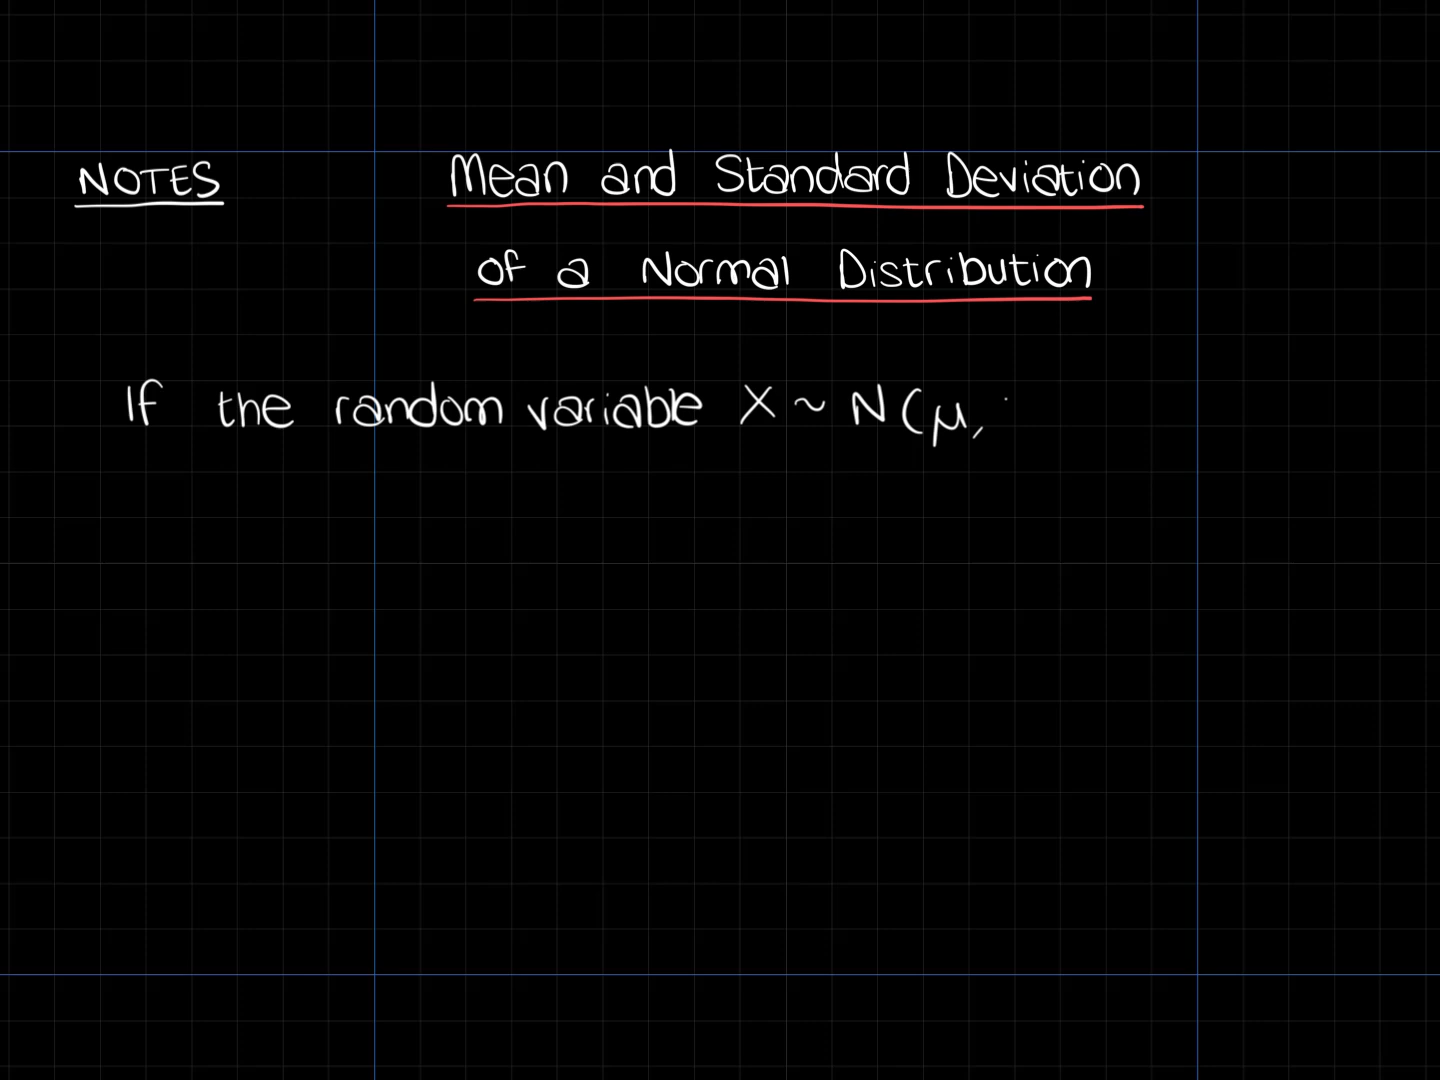 NOTES
Mean and Standard Deviation
of a Normal Distribution
If the random variable X ~ N(μ,